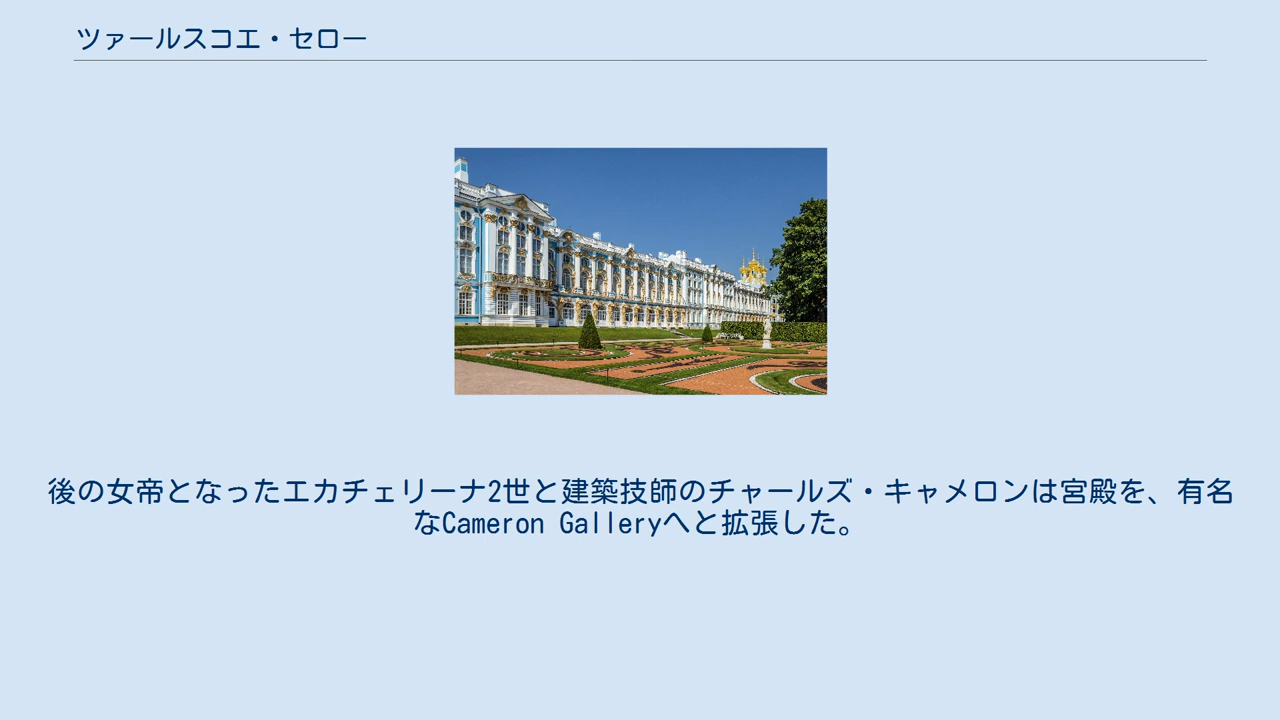 ツァールスコエ・セロー
後の女帝となったエカチェリーナ2世と建築技師のチャールズ・キャメロンは宮殿を、有名
なCameron Galleryへと拡張した。